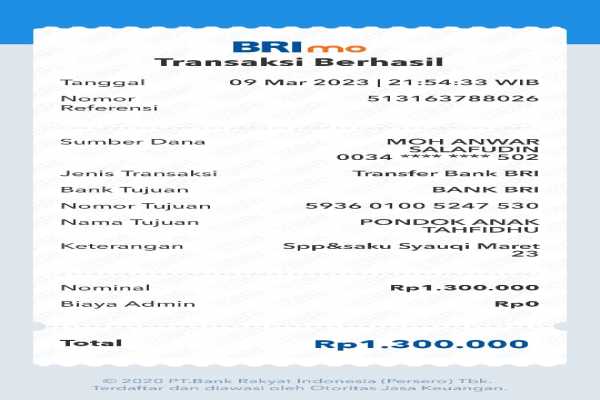 BRImo
Transaksi Berhasil
Tanggal 09 Mar 2023 | 21:54:33 WIB
Nomor Referensi 513163788026
Sumber Dana MOH ANWAR SALAFUDIN
0034 **** **** 502
Jenis Transaksi Transfer Bank BRI
Bank Tujuan BANK BRI
Nomor Tujuan 5936 0100 5247 530
Nama Tujuan PONDOK ANAK TAHFIDHU
Keterangan Spp&saku Syauqi Maret 23
Nominal Rp1.300.000
Biaya Admin Rp0
Total Rp1.300.000
© 2020 PT.Bank Rakyat Indonesia (Persero) Tbk.
Terdaftar dan diawasi oleh Otoritas Jasa Keuangan.